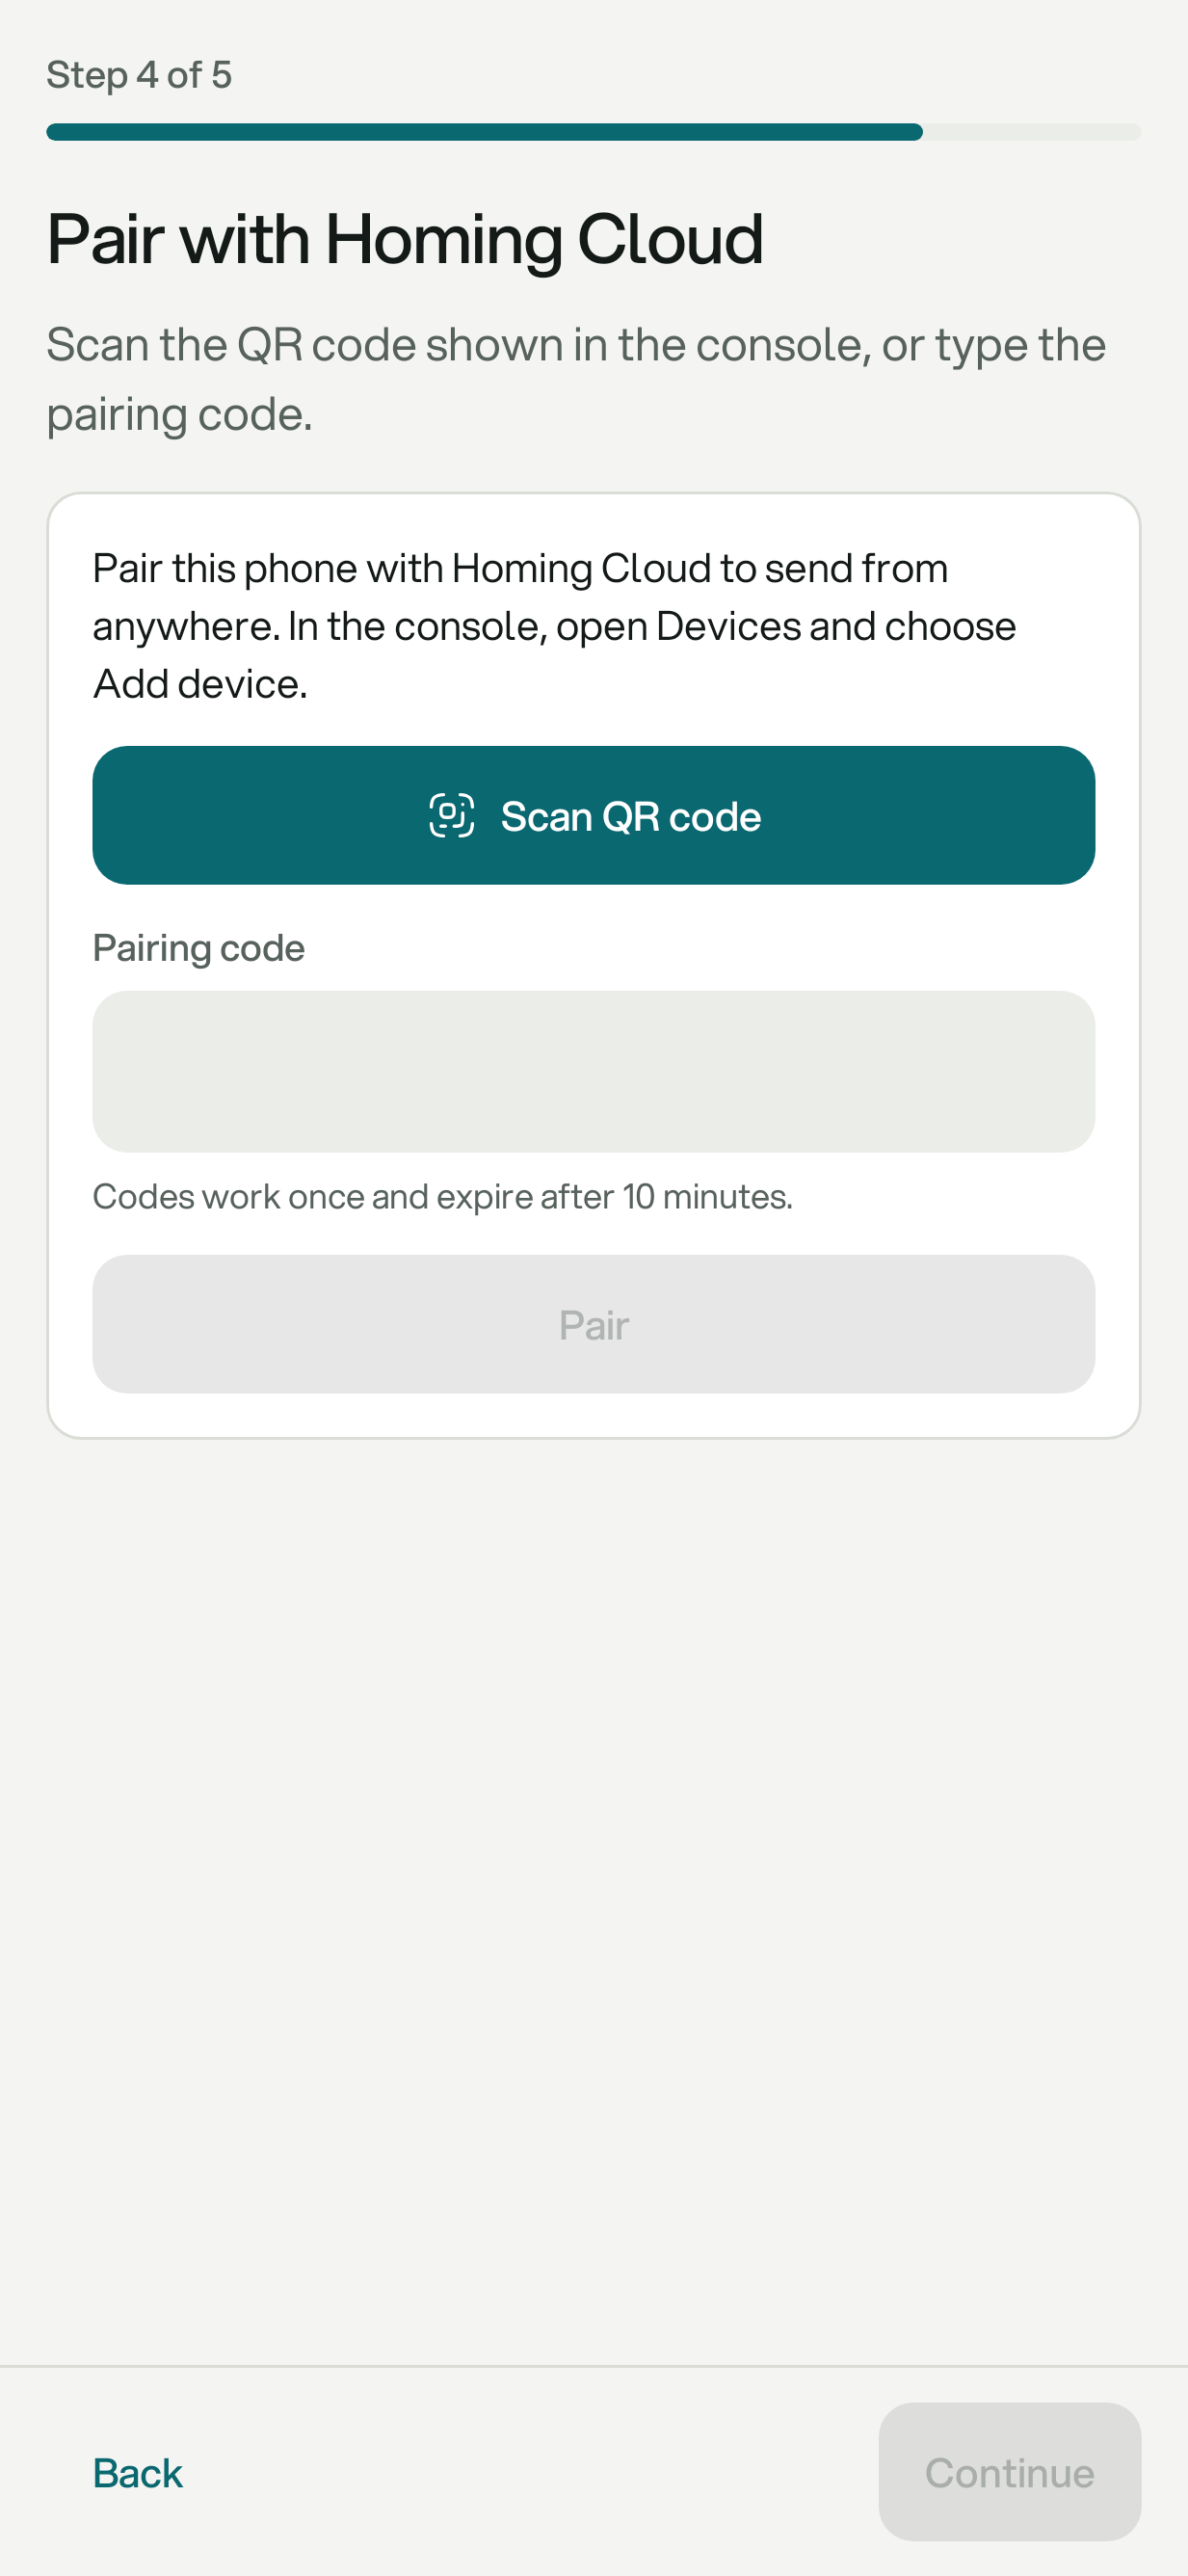 Step 4 of 5
Pair with Homing Cloud
Scan the QR code shown in the console, or type the
pairing code.
Pair this phone with Homing Cloud to send from
anywhere. In the console, open Devices and choose
Add device.
Scan QR code
Pairing code
Codes work once and expire after 10 minutes.
Pair
Back
Continue